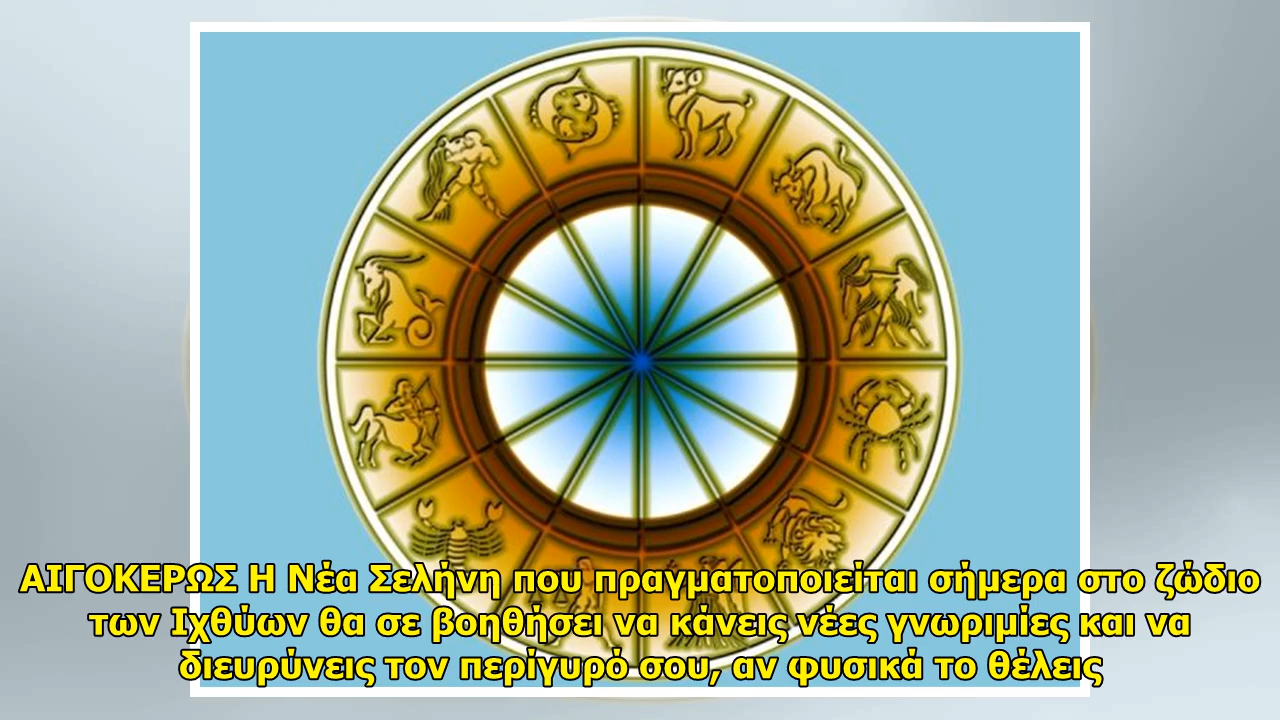 ΑΙΓΟΚΕΡΩΣ Η Νέα Σελήνη που πραγματοποιείται σήμερα στο ζώδιο
των Ιχθύων θα σε βοηθήσει να κάνεις νέες γνωριμίες και να
διευρύνεις τον περίγυρό σου, αν φυσικά το θέλεις